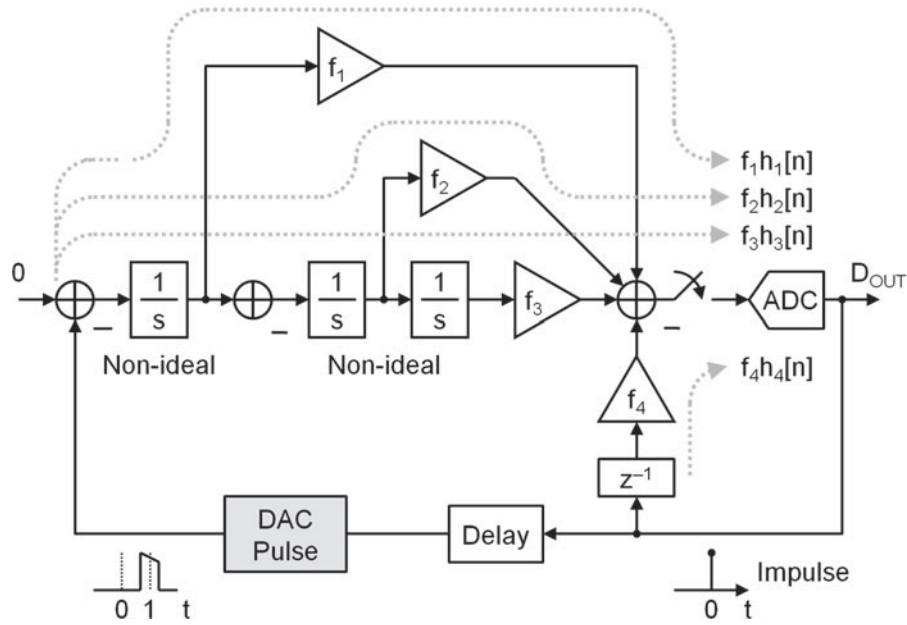 f₁
f₂
f₁h₁[n]
f₂h₂[n]
f₃h₃[n]
0
−
1
s
Non-ideal
−
1
s
Non-ideal
1
s
f₃
−
ADC
D_OUT
f₄
f₄h₄[n]
z⁻¹
DAC
Pulse
Delay
0 1 t
0 t
Impulse